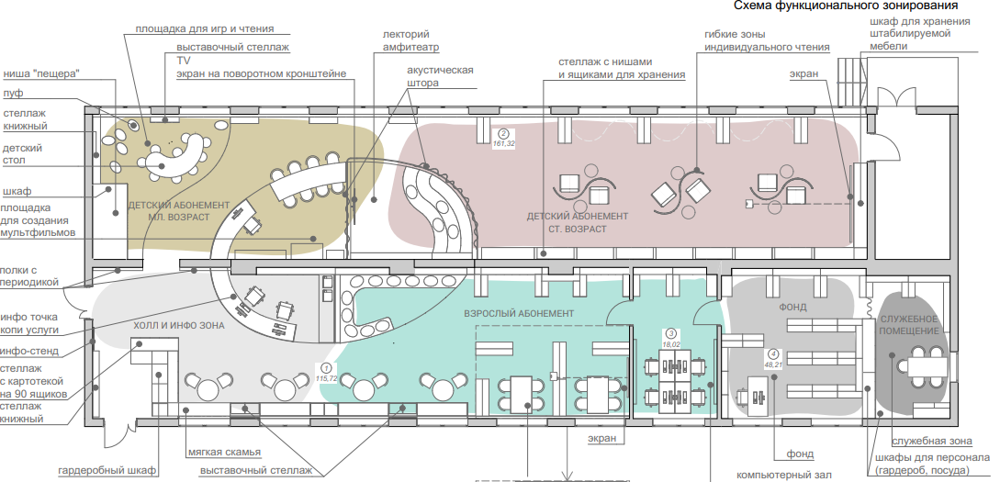 Схема функционального зонирования
площадка для игр и чтения
выставочный стеллаж
TV
экран на поворотном кронштейне
лекторий
амфитеатр
акустическая
штора
стеллаж с нишами
и ящиками для хранения
гибкие зоны
индивидуального чтения
экран
шкаф для хранения
штабилируемой
мебели
ниша "пещера"
пуф
стеллаж
книжный
детский
стол
шкаф
площадка
для создания
мультфильмов
полки с
периодикой
инфо точка
копи услуги
инфо-стенд
стеллаж
с картотекой
на 90 ящиков
стеллаж
книжный
ДЕТСКИЙ АБОНЕМЕНТ
МЛ. ВОЗРАСТ
2
161,32
ДЕТСКИЙ АБОНЕМЕНТ
СТ. ВОЗРАСТ
ХОЛЛ И ИНФО ЗОНА
1
115,72
ВЗРОСЛЫЙ АБОНЕМЕНТ
3
18,02
ФОНД
4
48,21
СЛУЖЕБНОЕ
ПОМЕЩЕНИЕ
гардеробный шкаф
мягкая скамья
выставочный стеллаж
экран
компьютерный зал
фонд
служебная зона
шкафы для персонала
(гардероб, посуда)